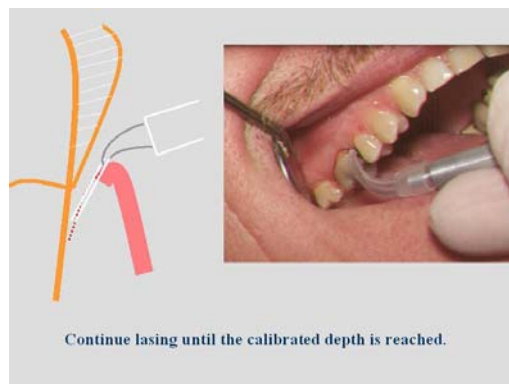 Continue lasing until the calibrated depth is reached.